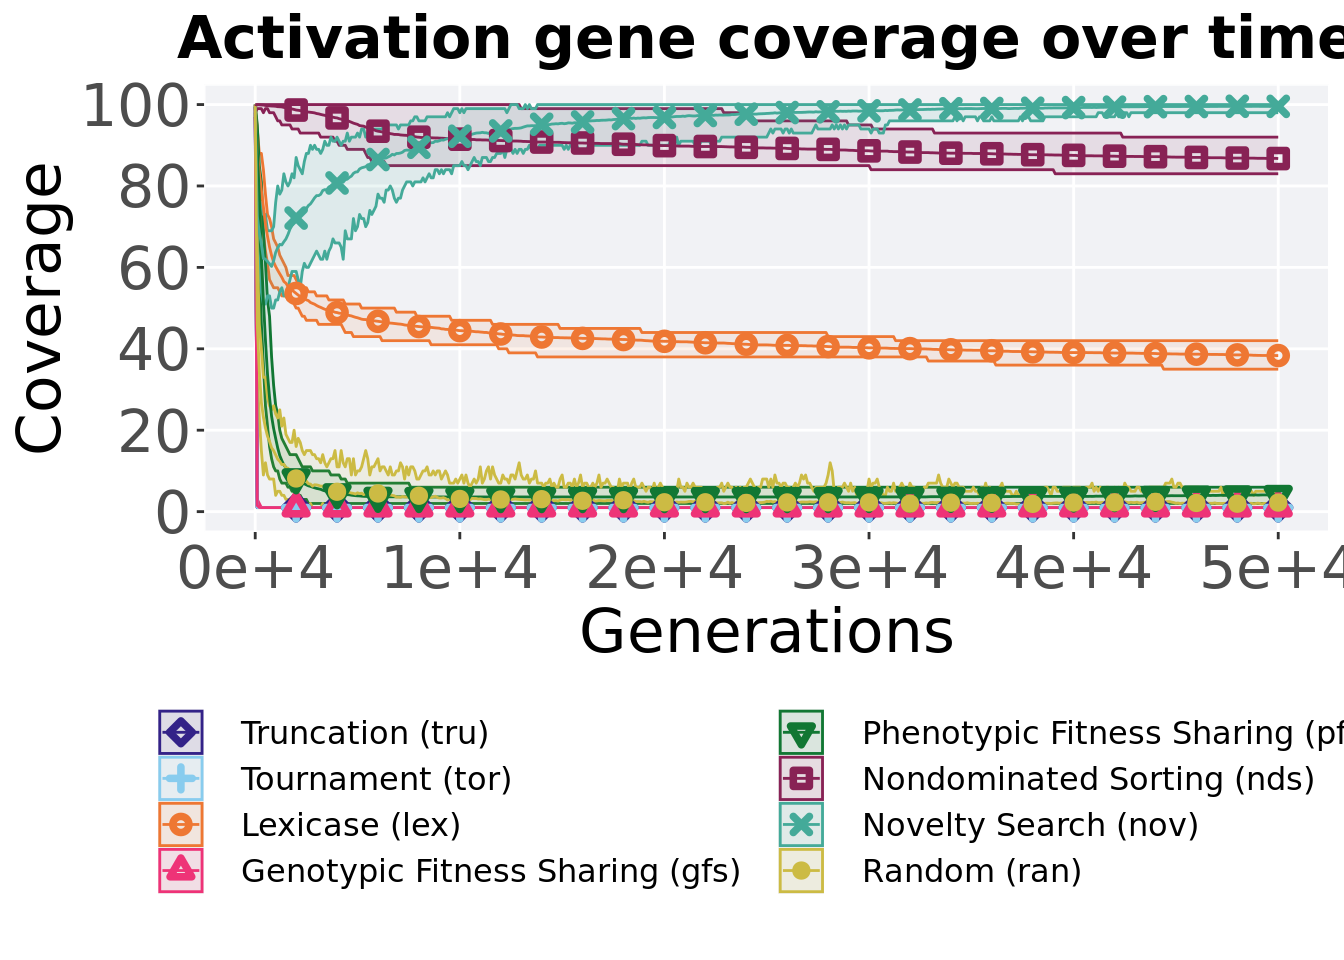 Activation gene coverage over time
Coverage
100
80
60
40
20
0
0e+4 1e+4 2e+4 3e+4 4e+4 5e+4
Generations
Truncation (tru)
Tournament (tor)
Lexicase (lex)
Genotypic Fitness Sharing (gfs)
Phenotypic Fitness Sharing (pf
Nondominated Sorting (nds)
Novelty Search (nov)
Random (ran)